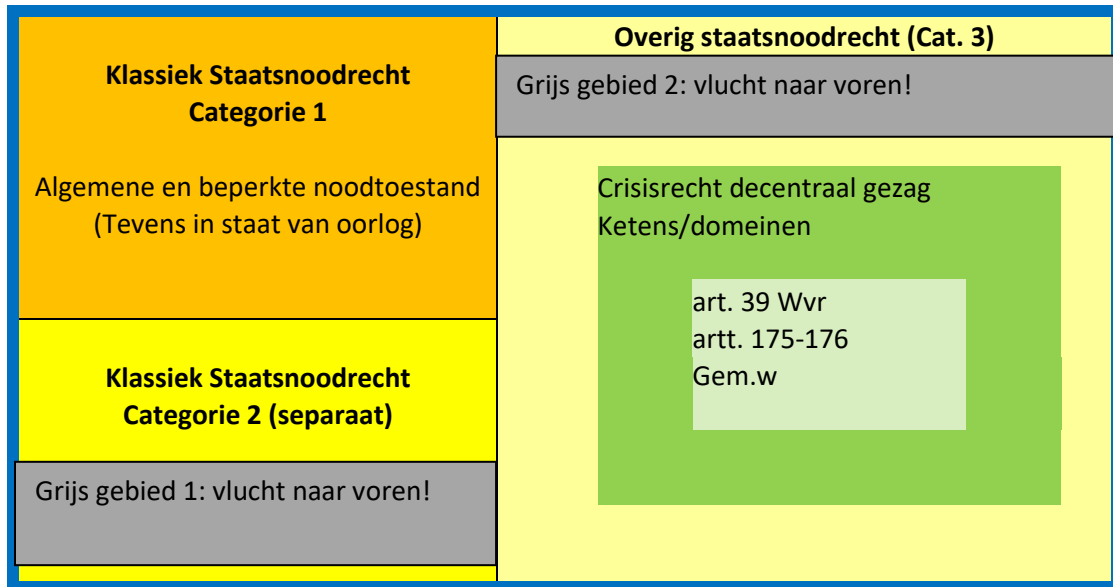 Klassiek Staatsnoodrecht
Categorie 1
Algemene en beperkte noodtoestand
(Tevens in staat van oorlog)
Klassiek Staatsnoodrecht
Categorie 2 (separaat)
Grijs gebied 1: vlucht naar voren!
Overig staatsnoodrecht (Cat. 3)
Grijs gebied 2: vlucht naar voren!
Crisisrecht decentraal gezag
Ketens/domeinen
art. 39 Wvr
artt. 175-176
Gem.w